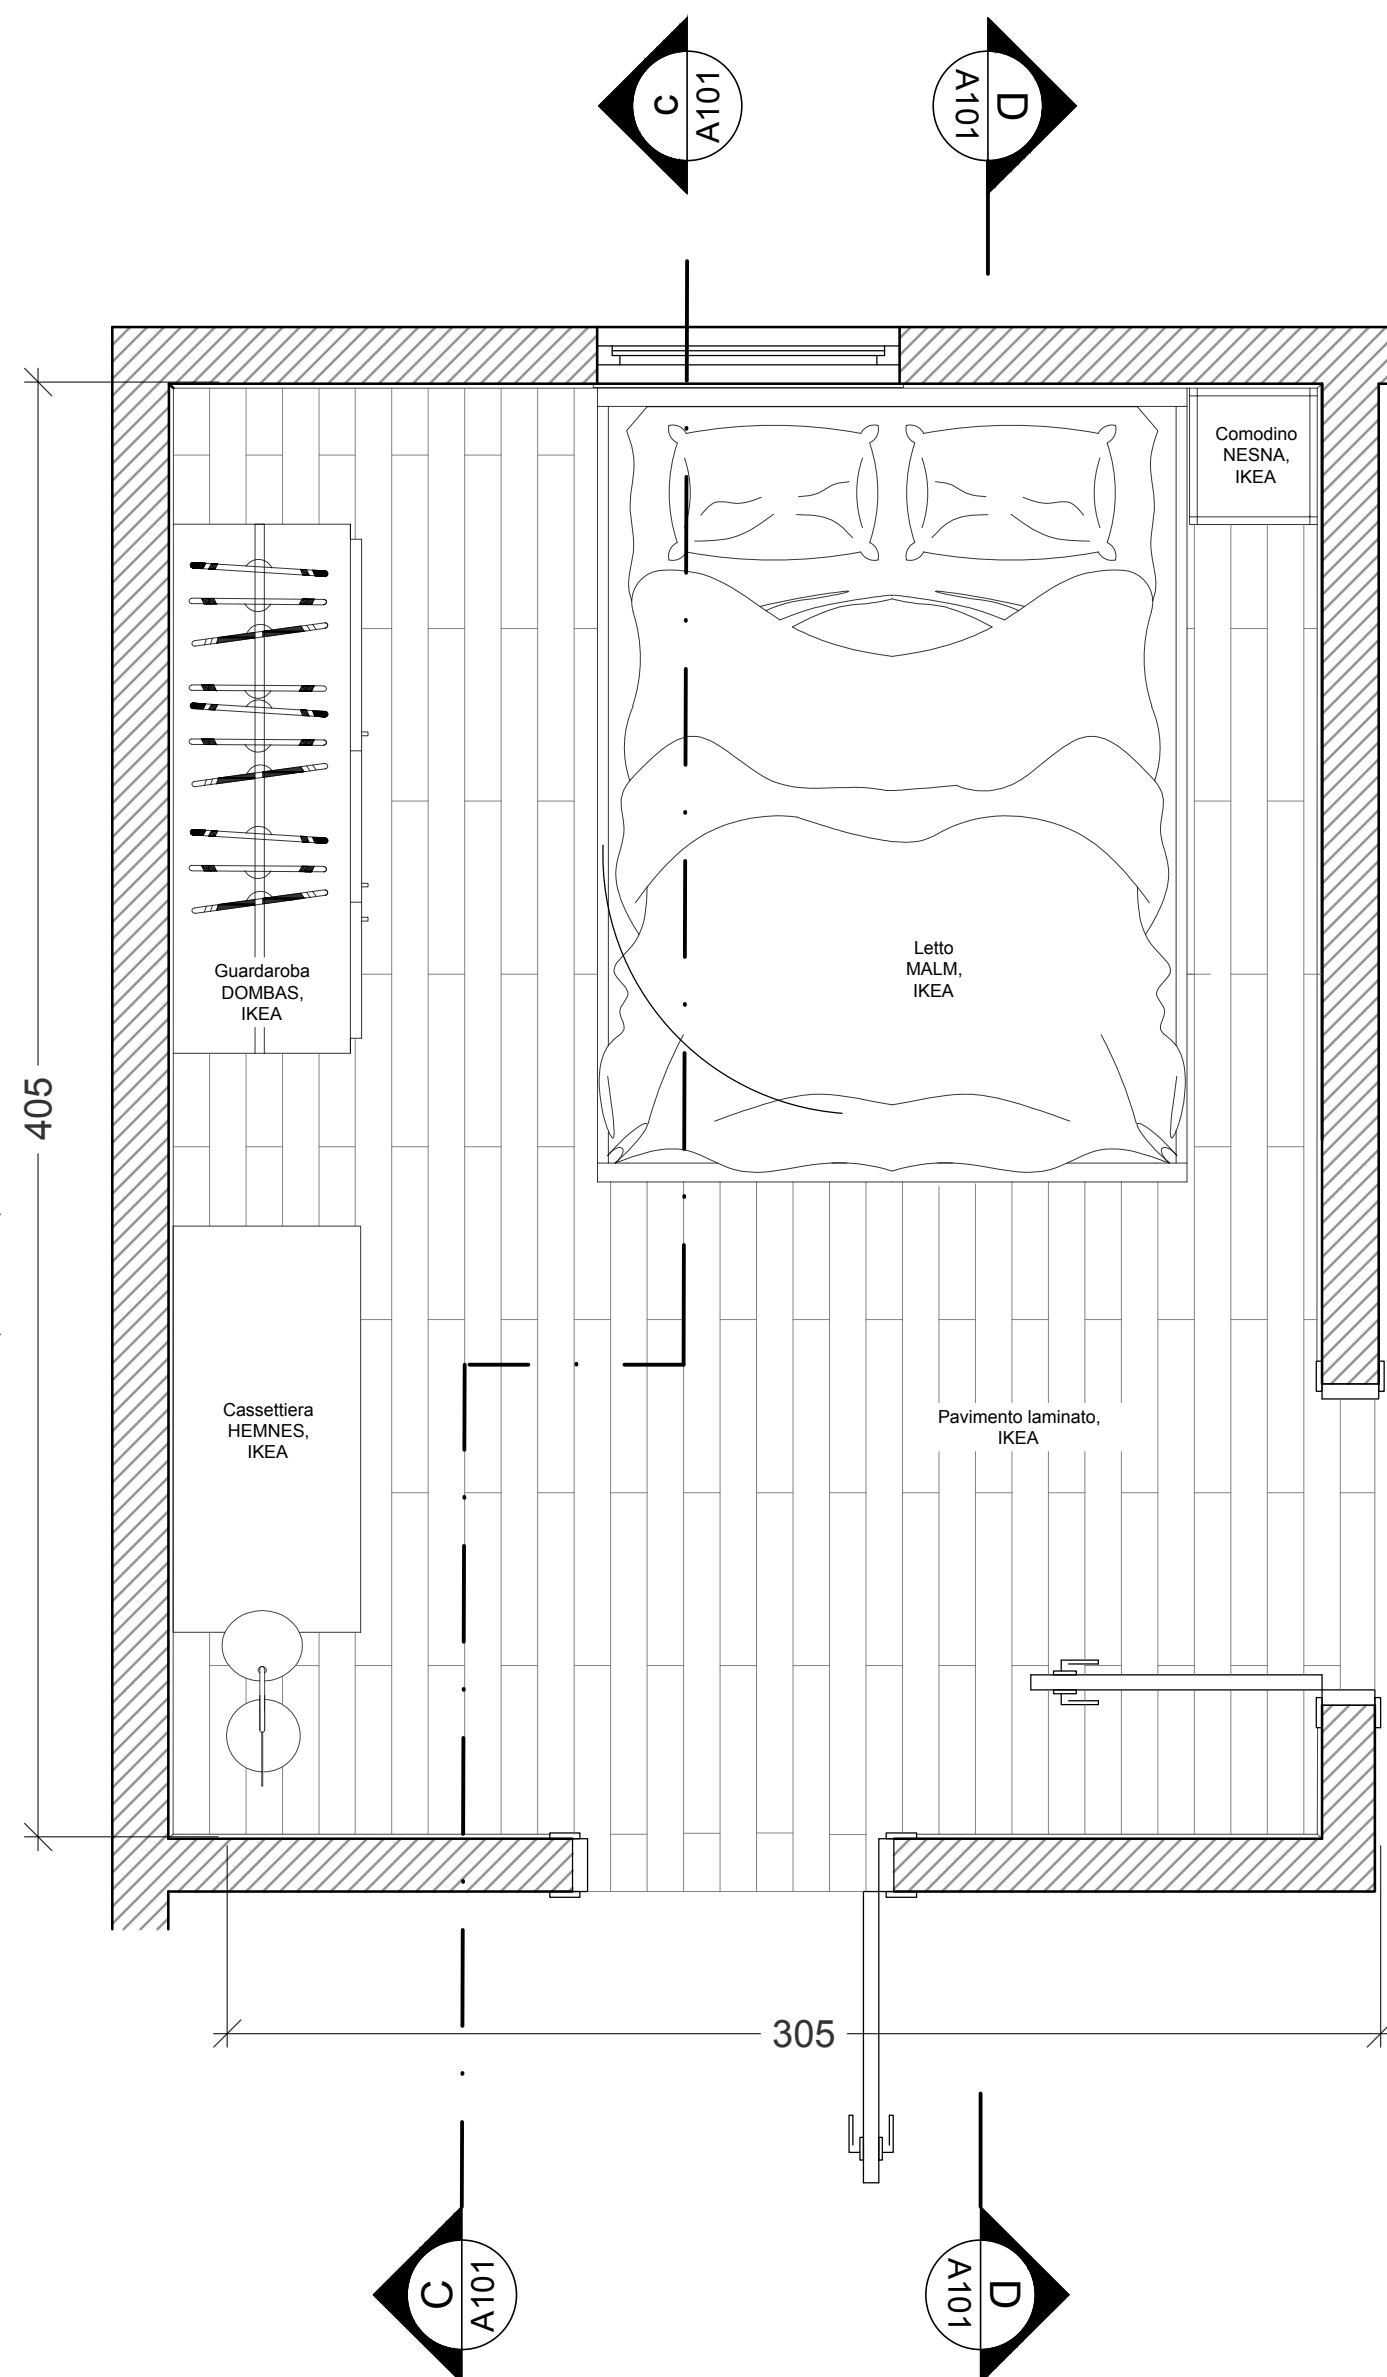 c
A101
D
A101
Comodino
NESNA,
IKEA
Letto
MALM,
IKEA
Guardaroba
DOMBAS,
IKEA
405
Cassettiera
HEMNES,
IKEA
Pavimento laminato,
IKEA
305
C
A101
D
A101